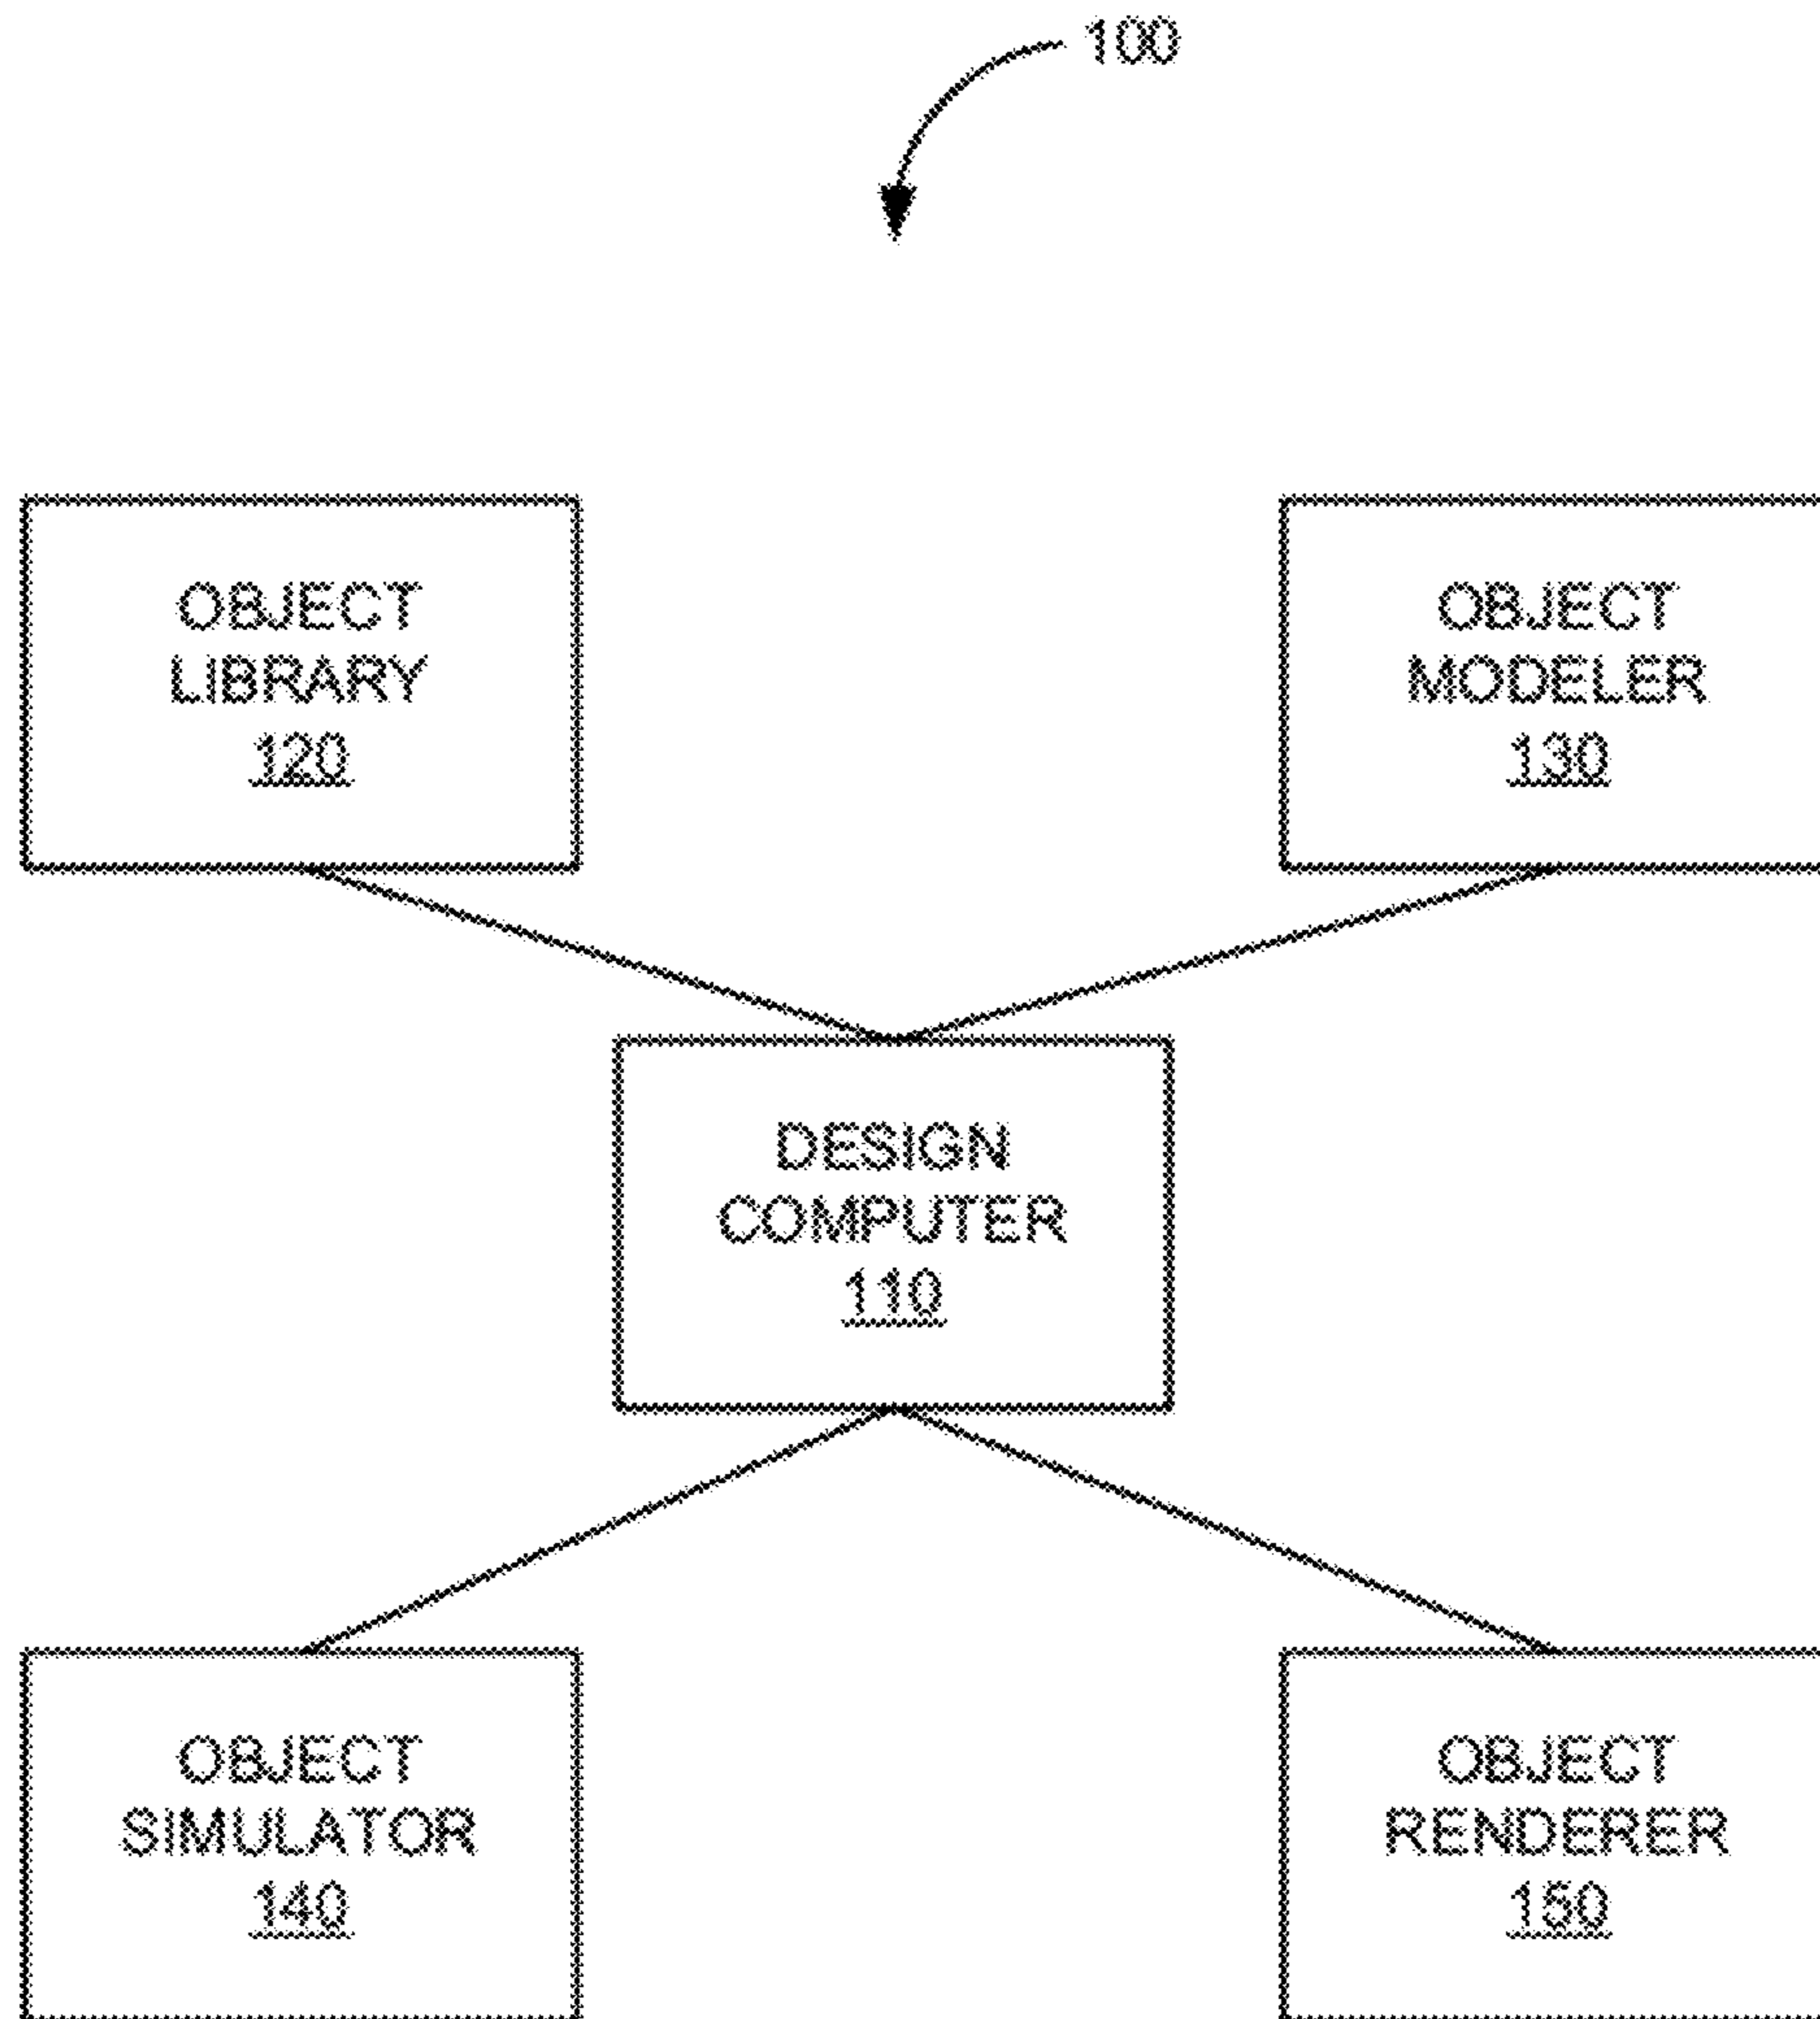 100
OBJECT
LIBRARY
120
OBJECT
MODELER
130
DESIGN
COMPUTER
110
OBJECT
SIMULATOR
140
OBJECT
RENDERER
150